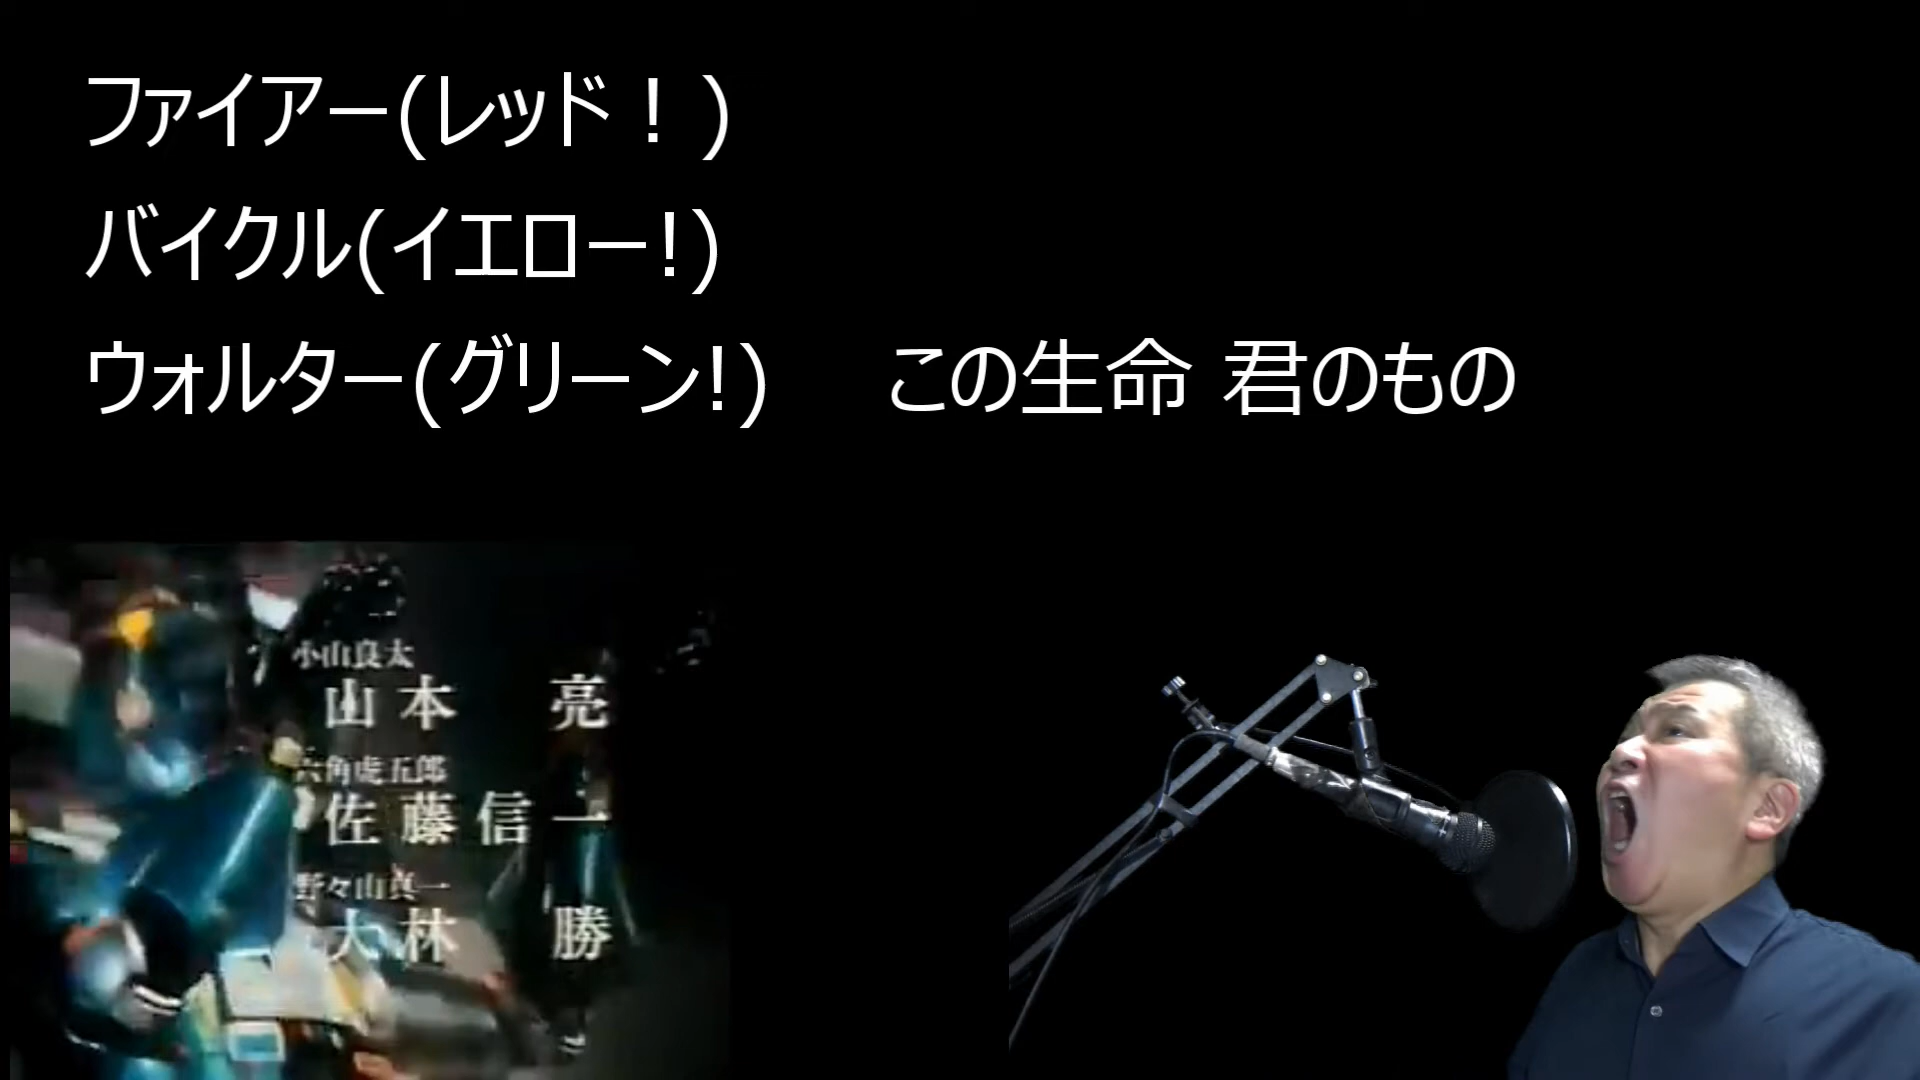 ファイアー(レッド！)
バイクル(イエロー!)
ウォルター(グリーン!)　この生命 君のもの
小山良太
山本 亮
六角虎五郎
佐藤信一
野々山真一
大林 勝